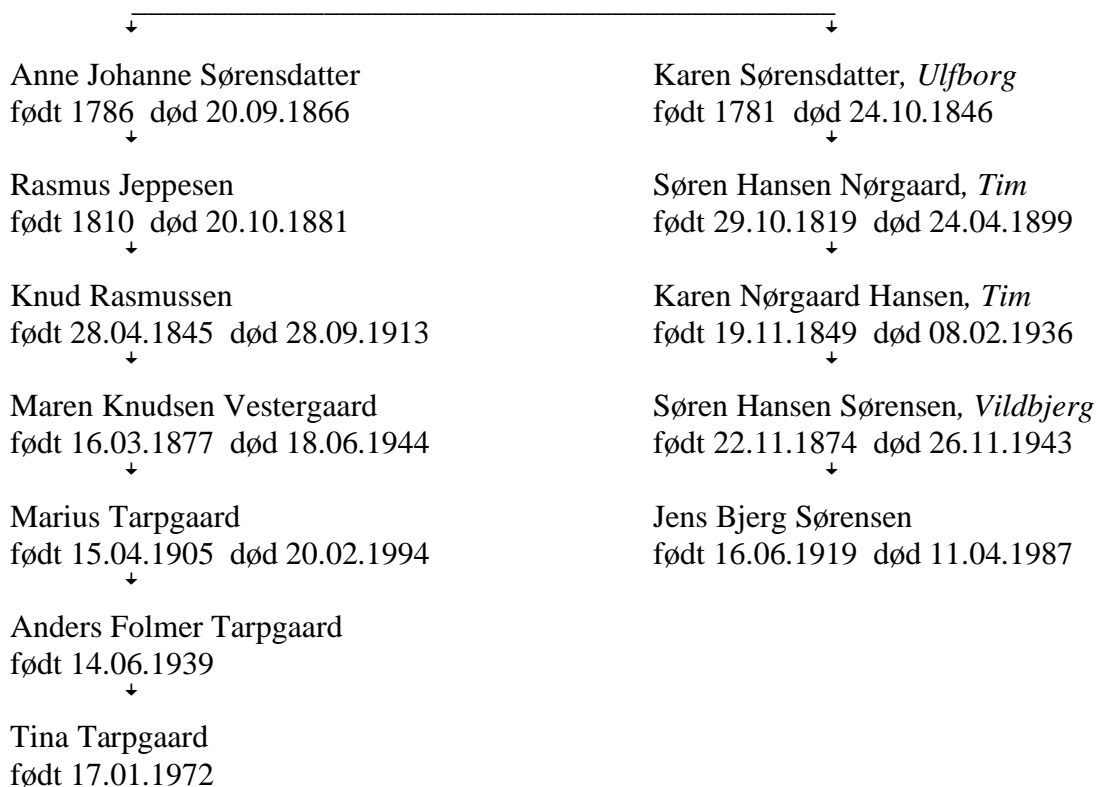 Anne Johanne Sørensdatter
født 1786 død 20.09.1866
Rasmus Jeppesen
født 1810 død 20.10.1881
Knud Rasmussen
født 28.04.1845 død 28.09.1913
Maren Knudsen Vestergaard
født 16.03.1877 død 18.06.1944
Marius Tarpgaard
født 15.04.1905 død 20.02.1994
Anders Folmer Tarpgaard
født 14.06.1939
Tina Tarpgaard
født 17.01.1972
Karen Sørensdatter, Ulfborg
født 1781 død 24.10.1846
Søren Hansen Nørgaard, Tim
født 29.10.1819 død 24.04.1899
Karen Nørgaard Hansen, Tim
født 19.11.1849 død 08.02.1936
Søren Hansen Sørensen, Vildbjerg
født 22.11.1874 død 26.11.1943
Jens Bjerg Sørensen
født 16.06.1919 død 11.04.1987